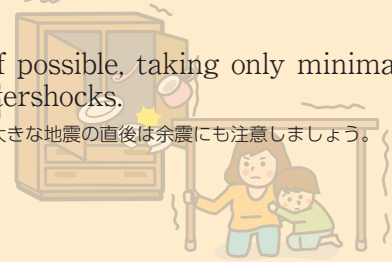 f possible, taking only minima
tershocks.
大きな地震の直後は余震にも注意しましょう。